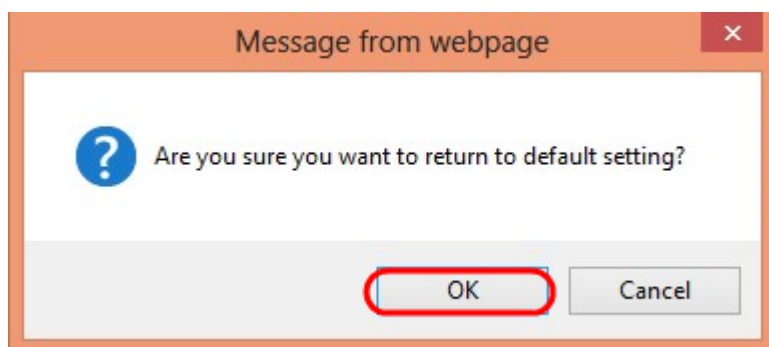 Message from webpage
Are you sure you want to return to default setting?
OK
Cancel